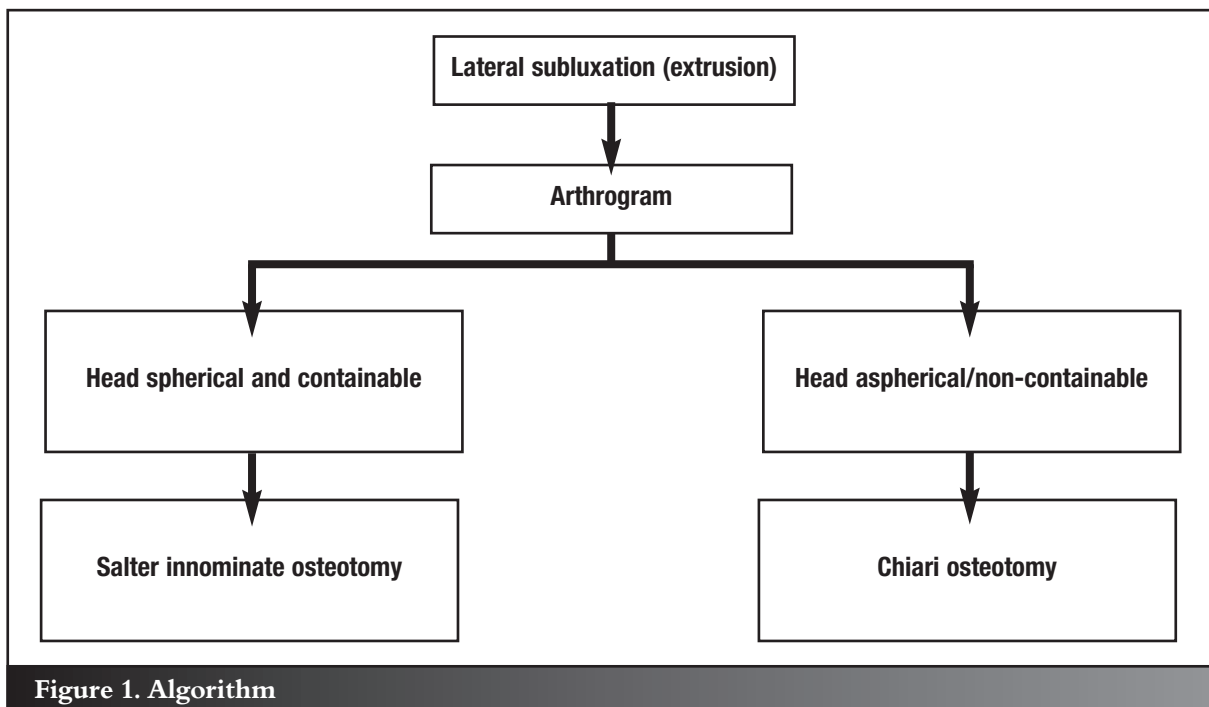 Lateral subluxation (extrusion)
Arthrogram
Head spherical and containable
Head aspherical/non-containable
Salter innominate osteotomy
Chiari osteotomy
Figure 1. Algorithm